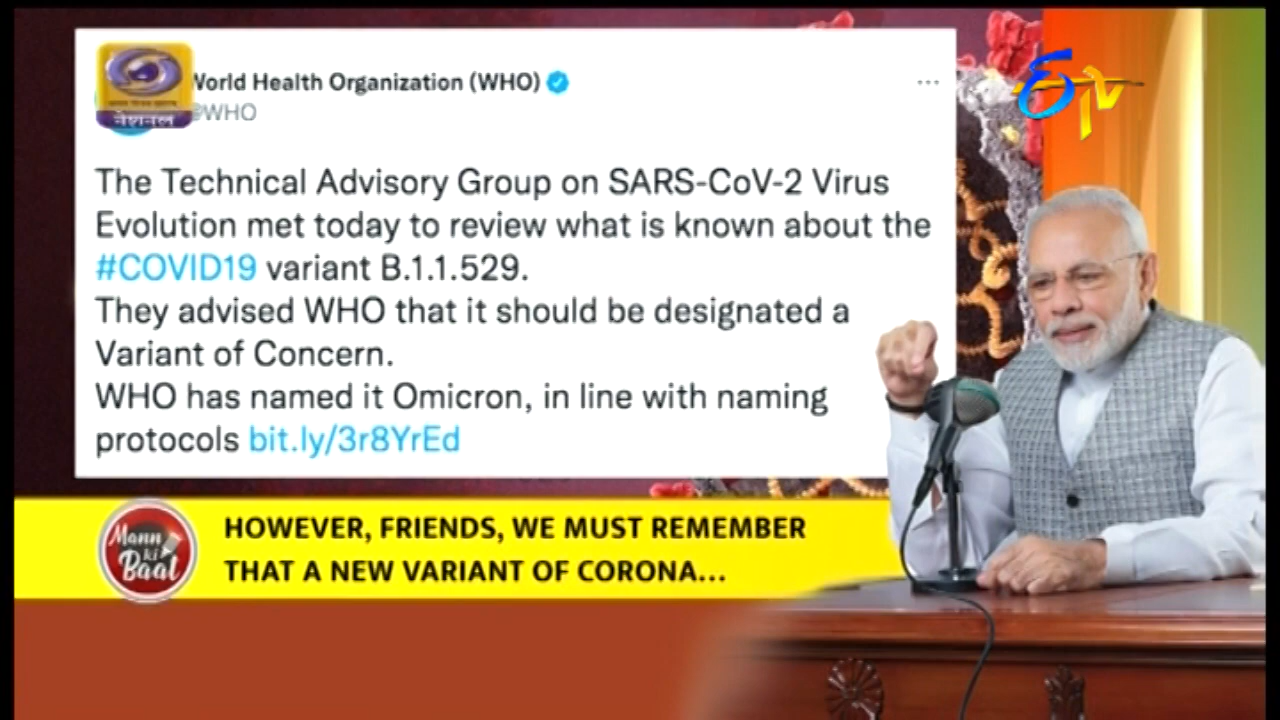 नेशनल
World Health Organization (WHO)
@WHO
ETV
The Technical Advisory Group on SARS-CoV-2 Virus
Evolution met today to review what is known about the
#COVID19 variant B.1.1.529.
They advised WHO that it should be designated a
Variant of Concern.
WHO has named it Omicron, in line with naming
protocols bit.ly/3r8YrEd
Mann
ki
Baat
HOWEVER, FRIENDS, WE MUST REMEMBER
THAT A NEW VARIANT OF CORONA...